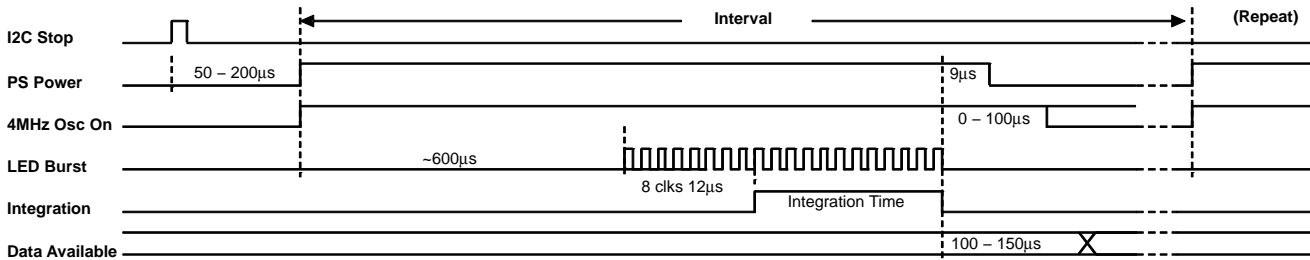 Interval
(Repeat)
I2C Stop
50 – 200μs
9μs
PS Power
0 – 100μs
4MHz Osc On
~600μs
LED Burst
8 clks 12μs
Integration Time
Integration
100 – 150μs
Data Available